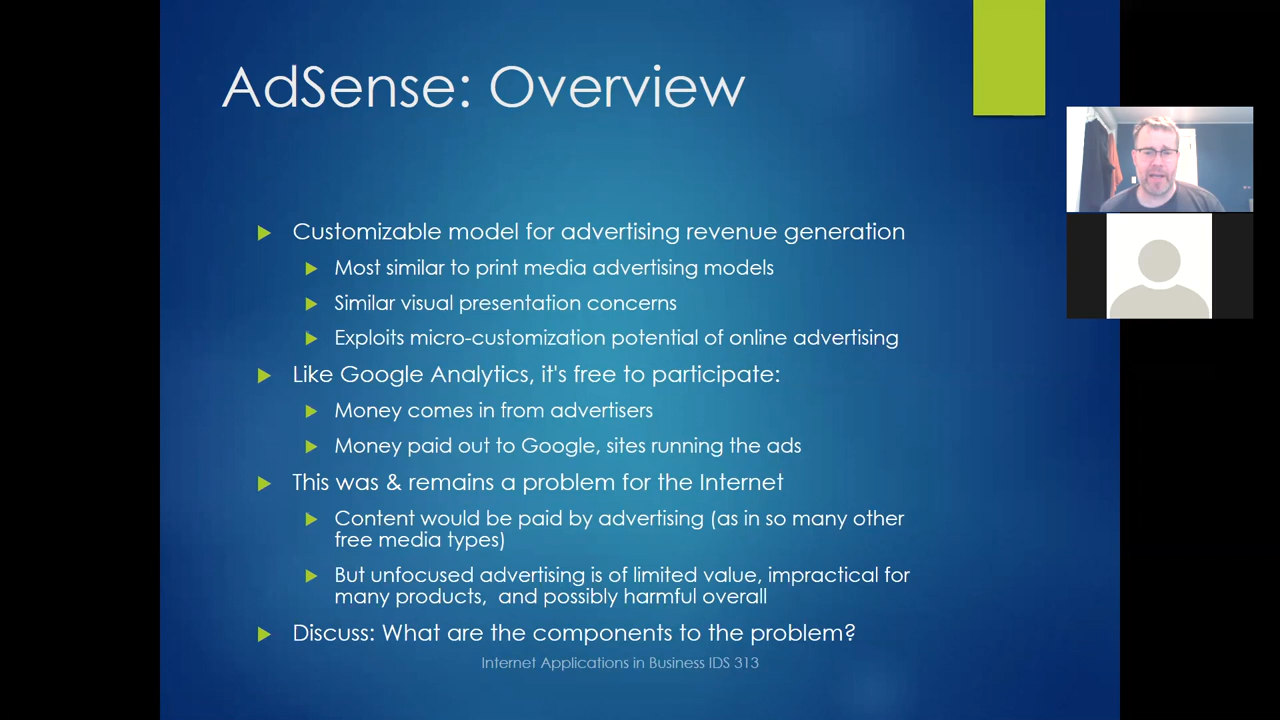 AdSense: Overview
Customizable model for advertising revenue generation
Most similar to print media advertising models
Similar visual presentation concerns
Exploits micro-customization potential of online advertising
Like Google Analytics, it's free to participate:
Money comes in from advertisers
Money paid out to Google, sites running the ads
This was & remains a problem for the Internet
Content would be paid by advertising (as in so many other
free media types)
But unfocused advertising is of limited value, impractical for
many products, and possibly harmful overall
Discuss: What are the components to the problem?
Internet Applications in Business IDS 313